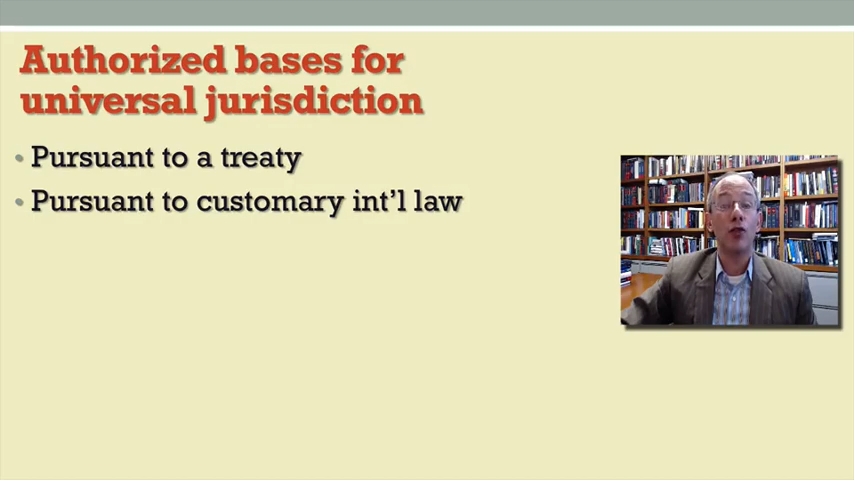 Authorized bases for
universal jurisdiction
• Pursuant to a treaty
• Pursuant to customary int'l law